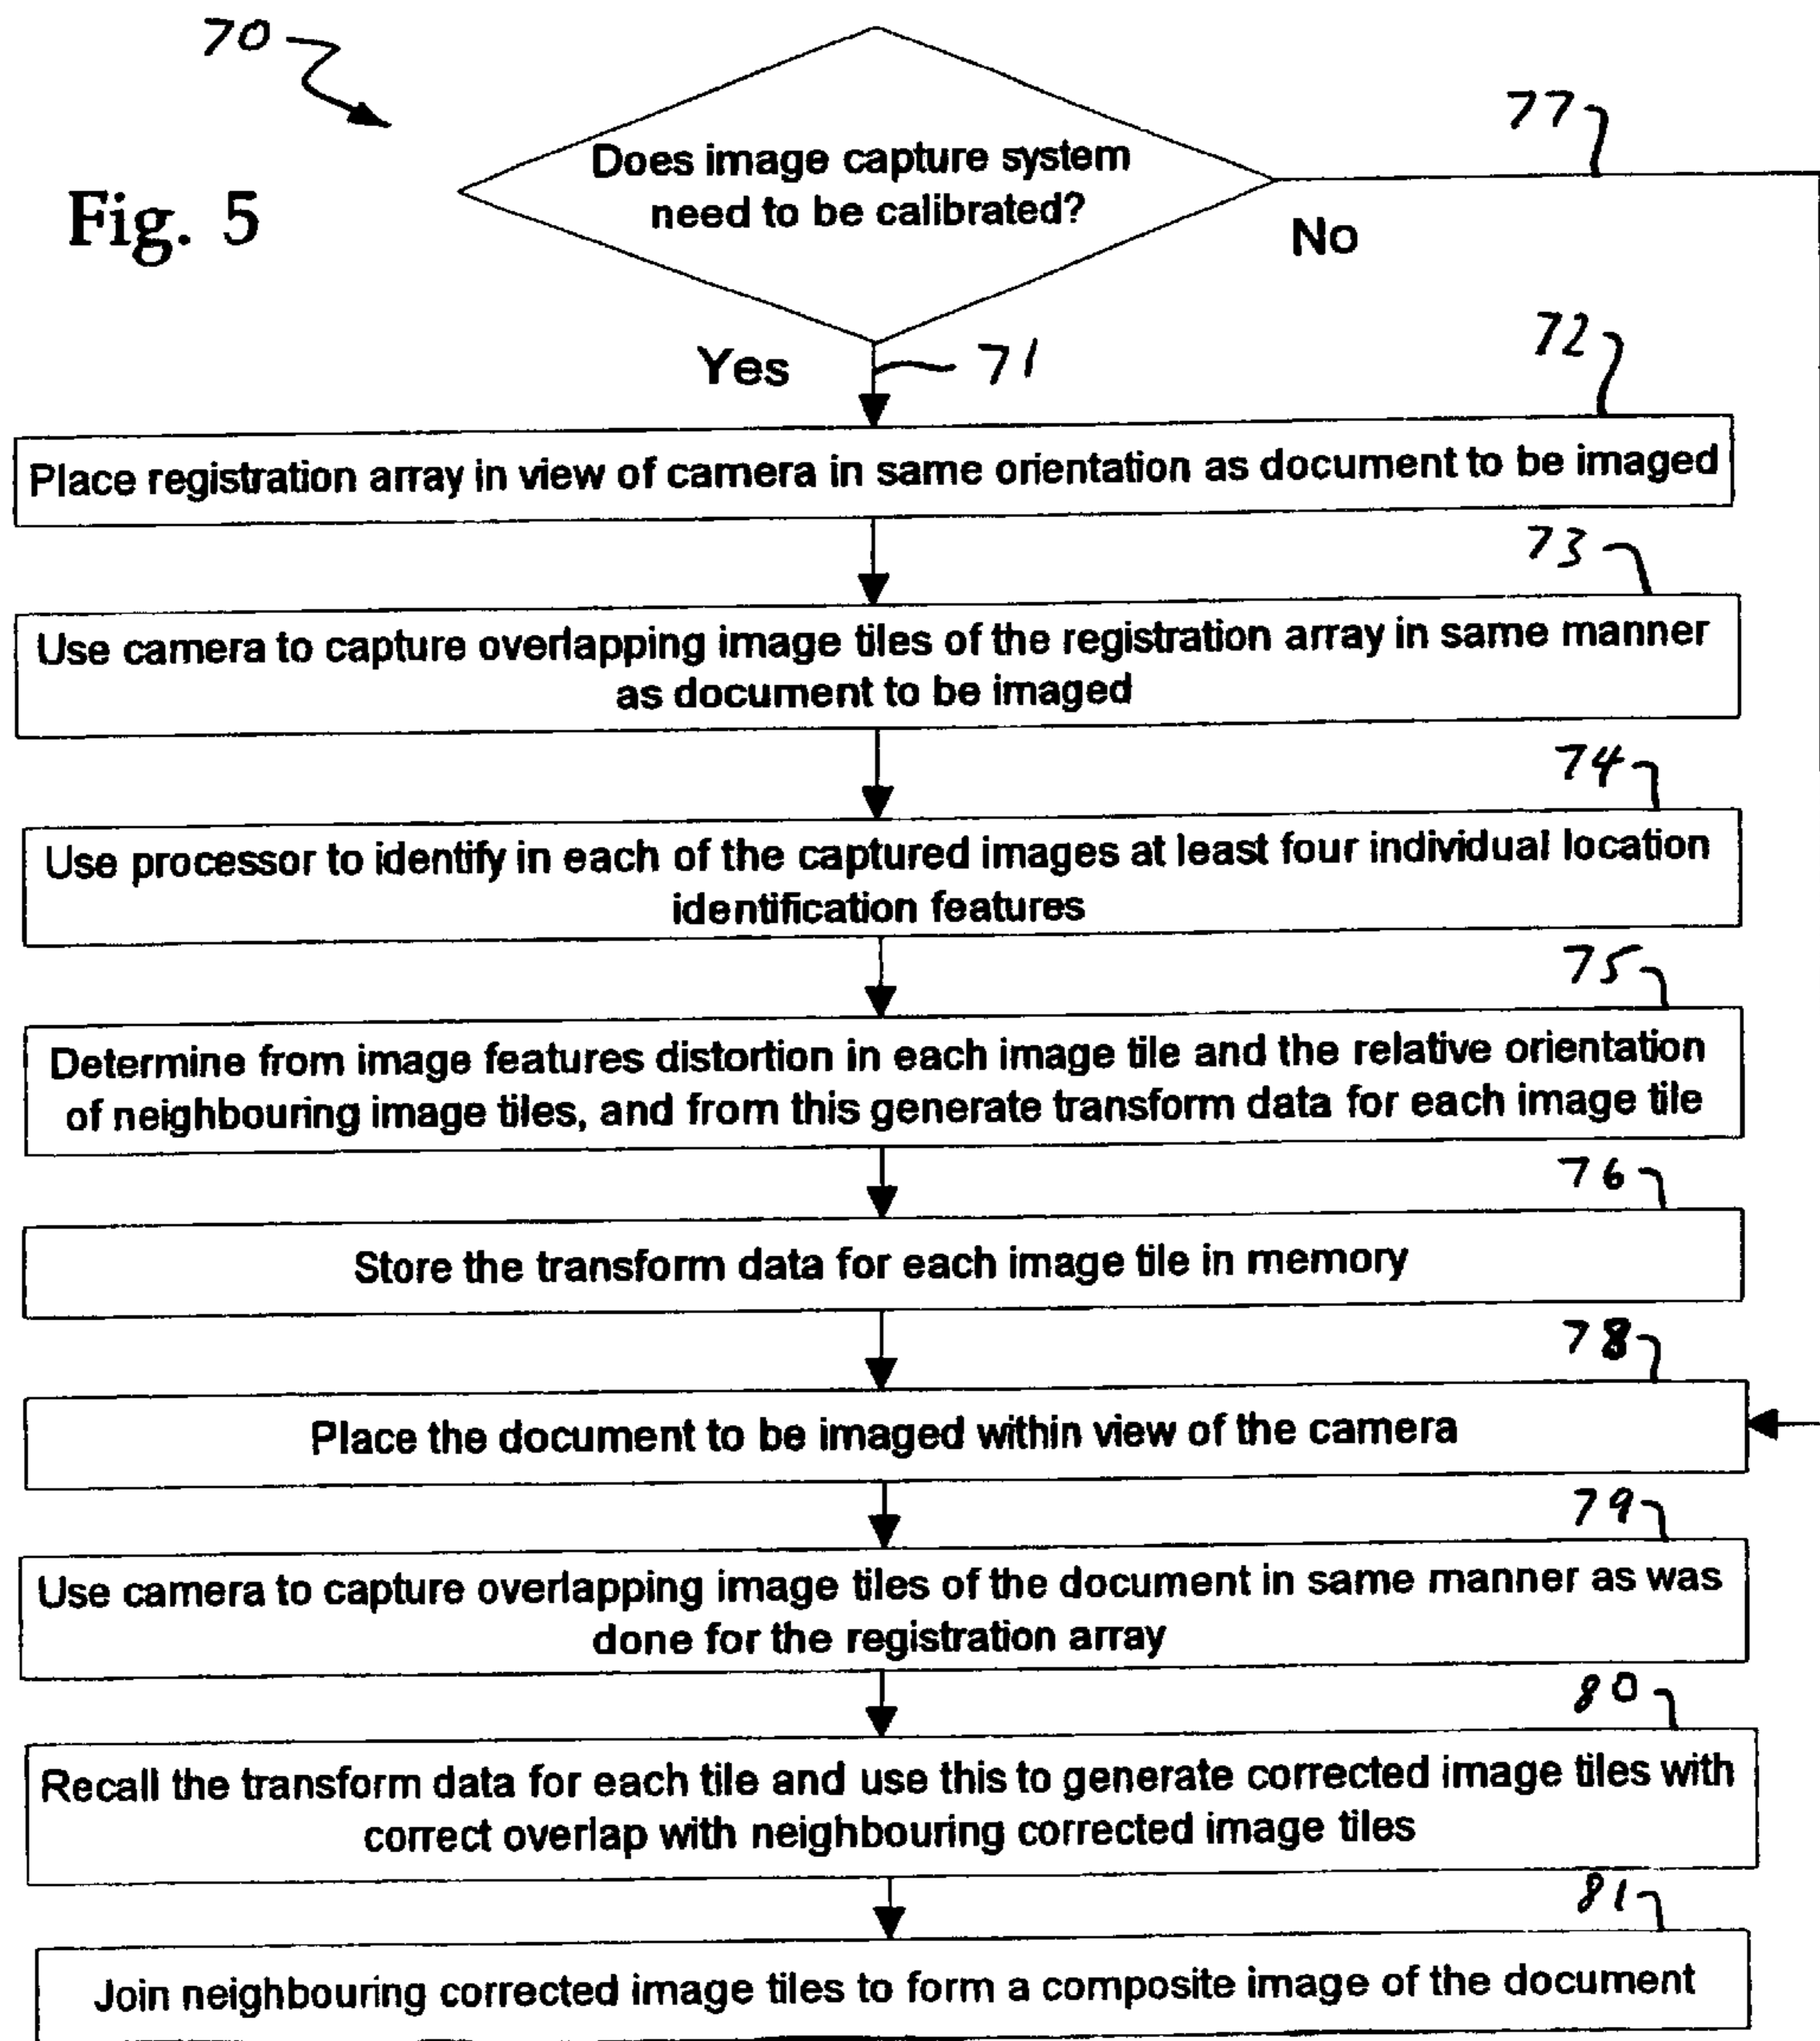 70
Fig. 5
Does image capture system
need to be calibrated?
77
No
Yes
71
72
Place registration array in view of camera in same orientation as document to be imaged
73
Use camera to capture overlapping image tiles of the registration array in same manner
as document to be imaged
74
Use processor to identify in each of the captured images at least four individual location
identification features
75
Determine from image features distortion in each image tile and the relative orientation
of neighbouring image tiles, and from this generate transform data for each image tile
76
Store the transform data for each image tile in memory
78
Place the document to be imaged within view of the camera
79
Use camera to capture overlapping image tiles of the document in same manner as was
done for the registration array
80
Recall the transform data for each tile and use this to generate corrected image tiles with
correct overlap with neighbouring corrected image tiles
81
Join neighbouring corrected image tiles to form a composite image of the document